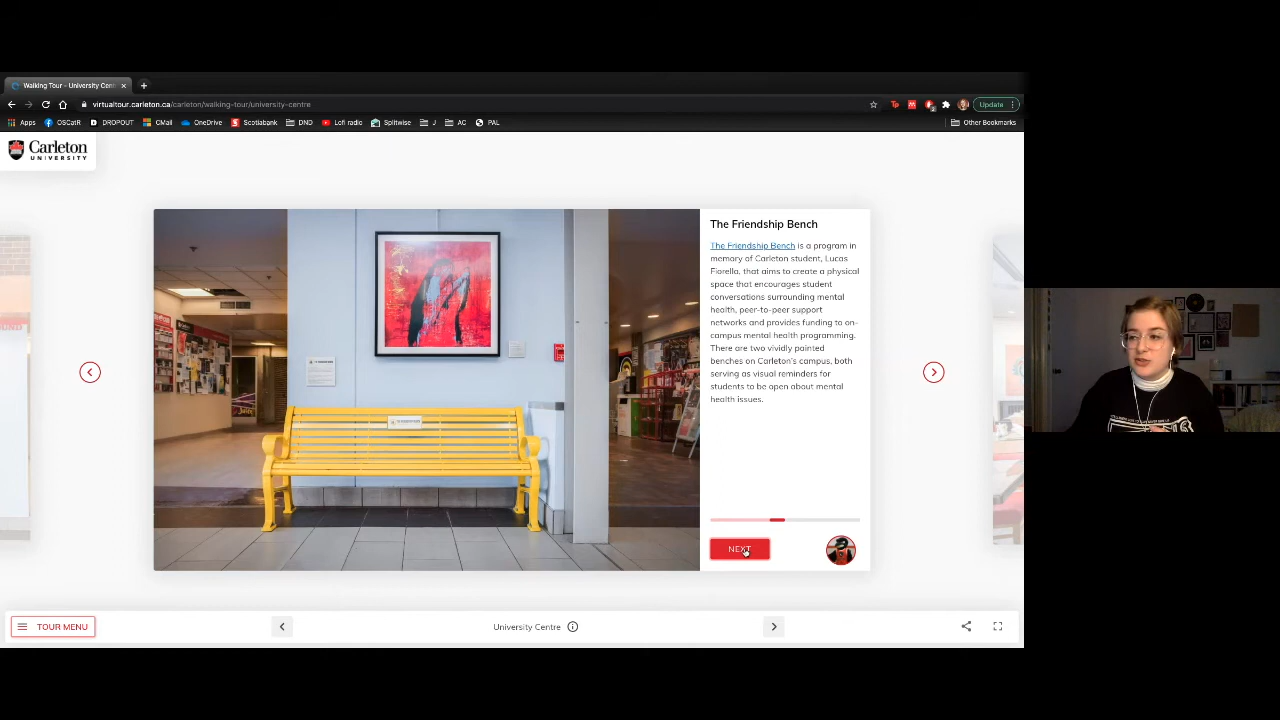 Walking Tour - University Cen
virtualtour.carleton.ca/carleton/walking-tour/university-centre
Update
Apps OSCatR DROPOUT GMail OneDrive Scotiabank DND Lofi radio Splitwise J AC PAL Other Bookmarks
Carleton
UNIVERSITY
The Friendship Bench
The Friendship Bench is a program in
memory of Carleton student, Lucas
Fiorella, that aims to create a physical
space that encourages student
conversations surrounding mental
health, peer-to-peer support
networks and provides funding to on-
campus mental health programming.
There are two vividly painted
benches on Carleton's campus, both
serving as visual reminders for
students to be open about mental
health issues.
NEXT
TOUR MENU
University Centre